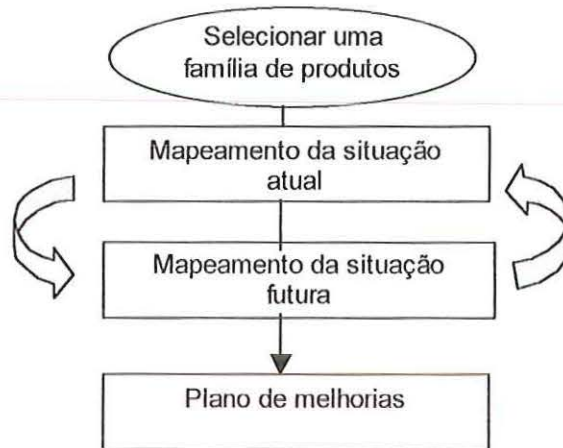 Selecionar uma
família de produtos
Mapeamento da situação
atual
Mapeamento da situação
futura
Plano de melhorias